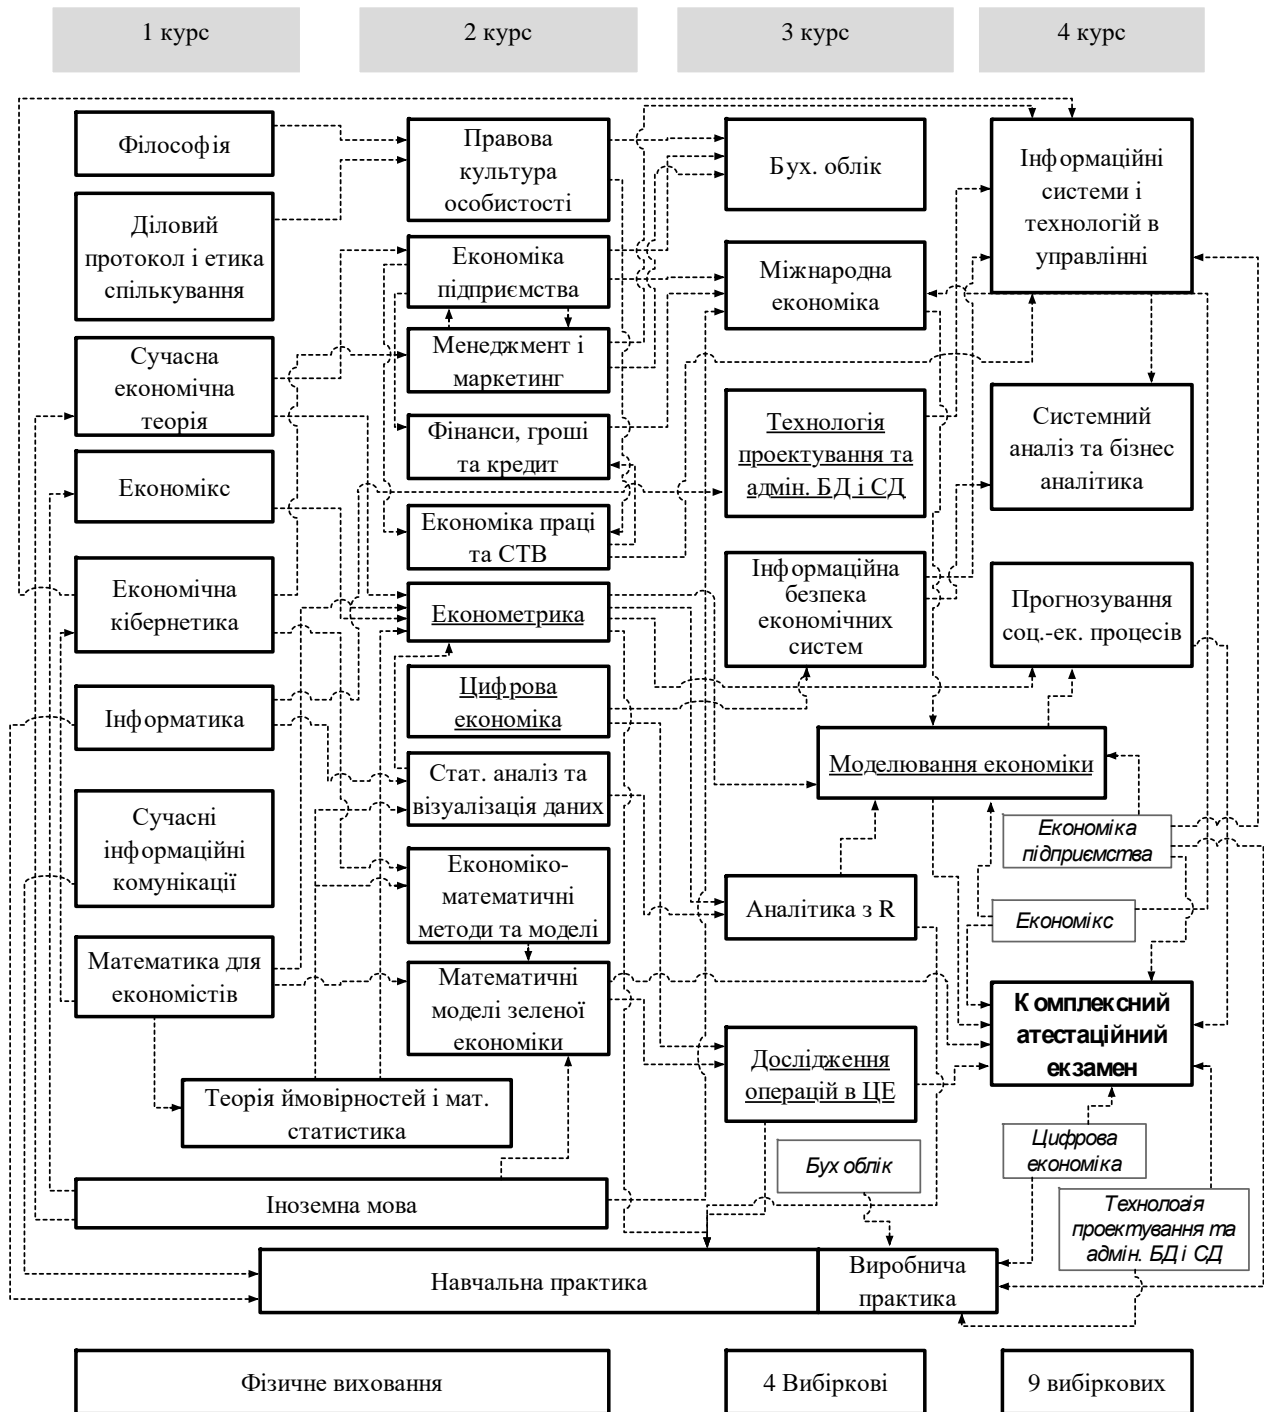 1 курс
2 курс
3 курс
4 курс
Філософія
Діловий
протокол і етика
спількування
Сучасна
економічна
теорія
Економікс
Економічна
кібернетика
Інформатика
Сучасні
інформаційні
комунікації
Математика для
економістів
Теорія ймовірностей і мат.
статистика
Іноземна мова
Правова
культура
особистості
Економіка
підприємства
Менеджмент і
маркетинг
Фінанси, гроші
та кредит
Економіка праці
та СТВ
Економетрика
Цифрова
економіка
Стат. аналіз та
візуалізація даних
Економіко-
математичні
методи та моделі
Математичні
моделі зеленої
економіки
Бух. облік
Міжнародна
економіка
Технологія
проектування та
адмін. БД і СД
Інформаційна
безпека
економічних
систем
Моделювання економіки
Аналітика з R
Дослідження
операцій в ЦЕ
Бух облік
Інформаційні
системи і
технологій в
управлінні
Системний
аналіз та бізнес
аналітика
Прогнозування
соц.-ек. процесів
Економіка
підприємства
Економікс
Комплексний
атестаційний
екзамен
Цифрова
економіка
Технологія
проектування та
адмін. БД і СД
Навчальна практика
Виробнича
практика
Фізичне виховання
4 Вибіркові
9 вибіркових